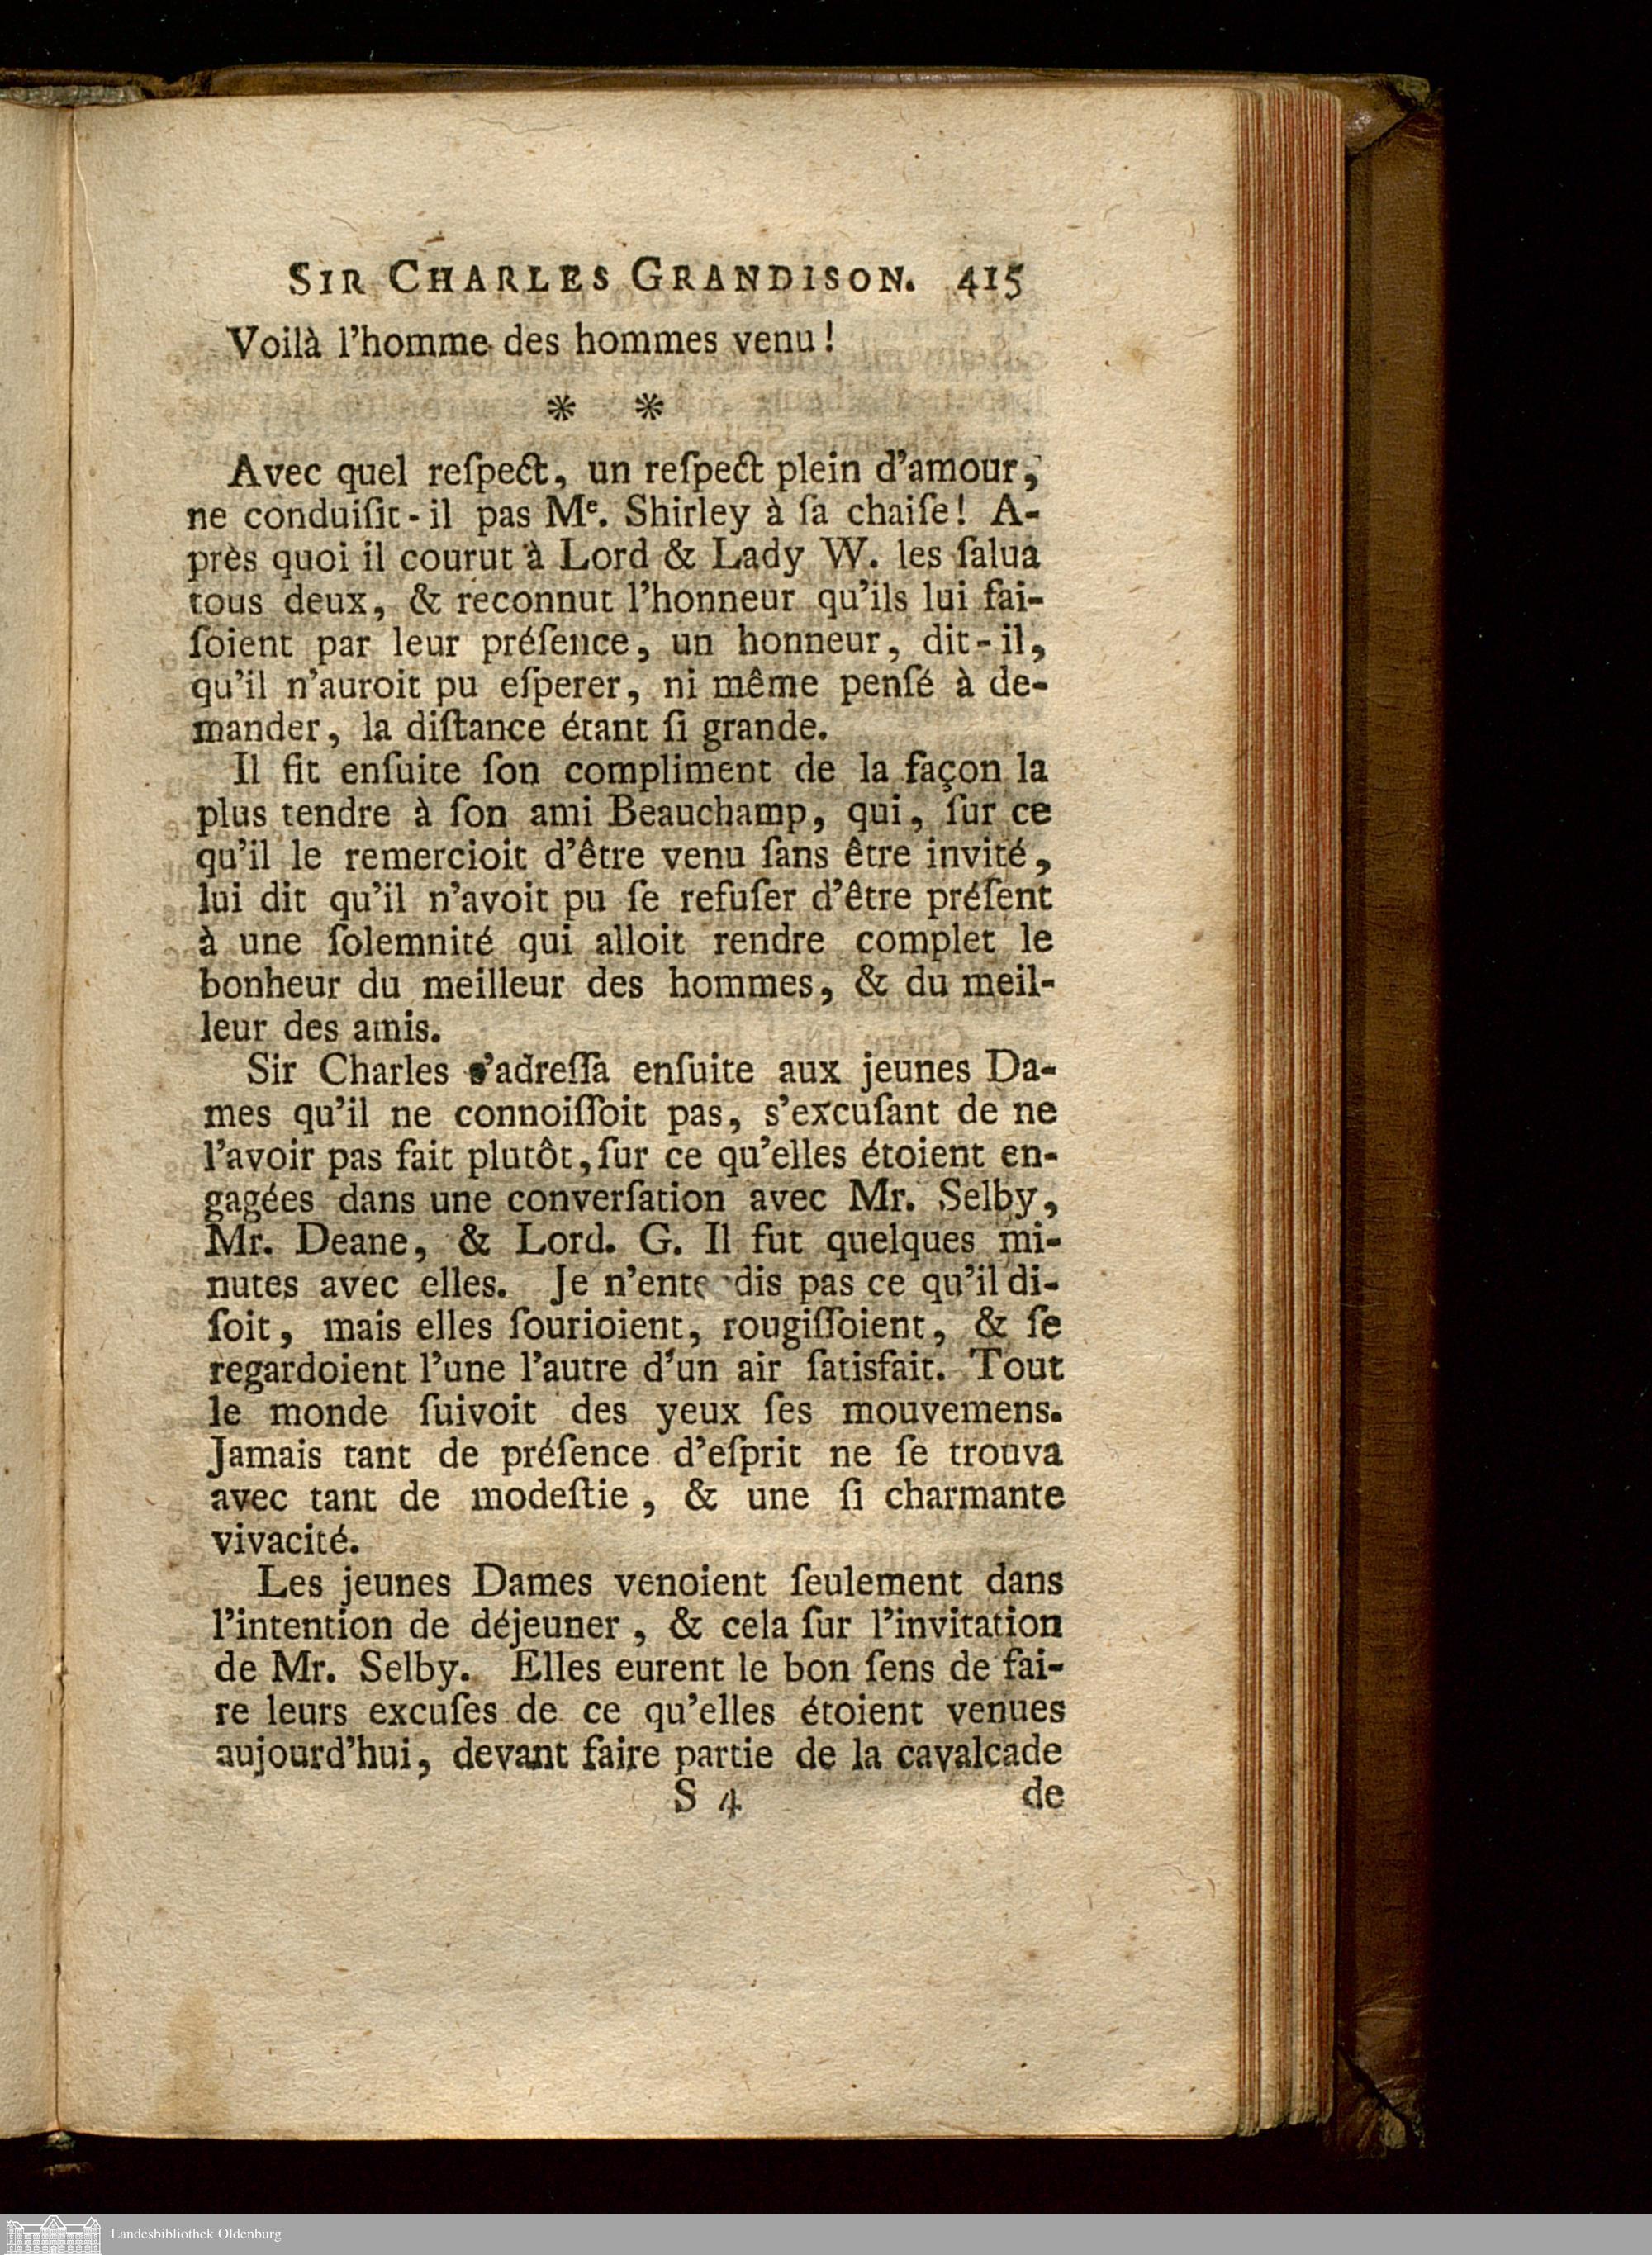 SIR CHARLES GRANDISON. 415
Voilà l'homme des hommes venu!
* *
Avec quel reſpect, un reſpect plein d'amour,
ne conduiſit-il pas Mᵉ. Shirley à ſa chaiſe! A-
près quoi il courut à Lord & Lady W. les ſalua
tous deux, & reconnut l'honneur qu'ils lui fai-
ſoient par leur préſence, un honneur, dit-il,
qu'il n'auroit pu eſperer, ni même penſé à de-
mander, la diſtance étant ſi grande.
Il fit enſuite ſon compliment de la façon la
plus tendre à ſon ami Beauchamp, qui, ſur ce
qu'il le remercioit d'être venu ſans être invité,
lui dit qu'il n'avoit pu ſe refuſer d'être préſent
à une ſolemnité qui alloit rendre complet le
bonheur du meilleur des hommes, & du meil-
leur des amis.
Sir Charles s'adreſſa enſuite aux jeunes Da-
mes qu'il ne connoiſſoit pas, s'excuſant de ne
l'avoir pas fait plutôt, ſur ce qu'elles étoient en-
gagées dans une converſation avec Mr. Selby,
Mr. Deane, & Lord. G. Il fut quelques mi-
nutes avec elles. Je n'entendis pas ce qu'il di-
ſoit, mais elles ſourioient, rougiſſoient, & ſe
regardoient l'une l'autre d'un air ſatisfait. Tout
le monde ſuivoit des yeux ſes mouvemens.
Jamais tant de préſence d'eſprit ne ſe trouva
avec tant de modeſtie, & une ſi charmante
vivacité.
Les jeunes Dames venoient ſeulement dans
l'intention de déjeuner, & cela ſur l'invitation
de Mr. Selby. Elles eurent le bon ſens de fai-
re leurs excuſes de ce qu'elles étoient venues
aujourd'hui, devant faire partie de la cavalcade
S 4 de
Landesbibliothek Oldenburg